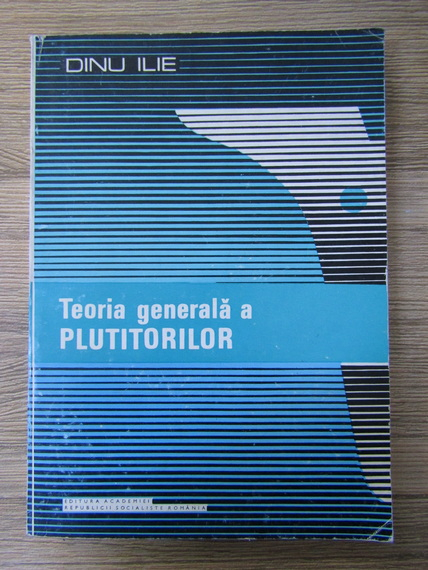 DINU ILIE
Teoria generală a
PLUTITORILOR
EDITURA ACADEMIEI
REPUBLICII SOCIALISTE ROMÂNIA